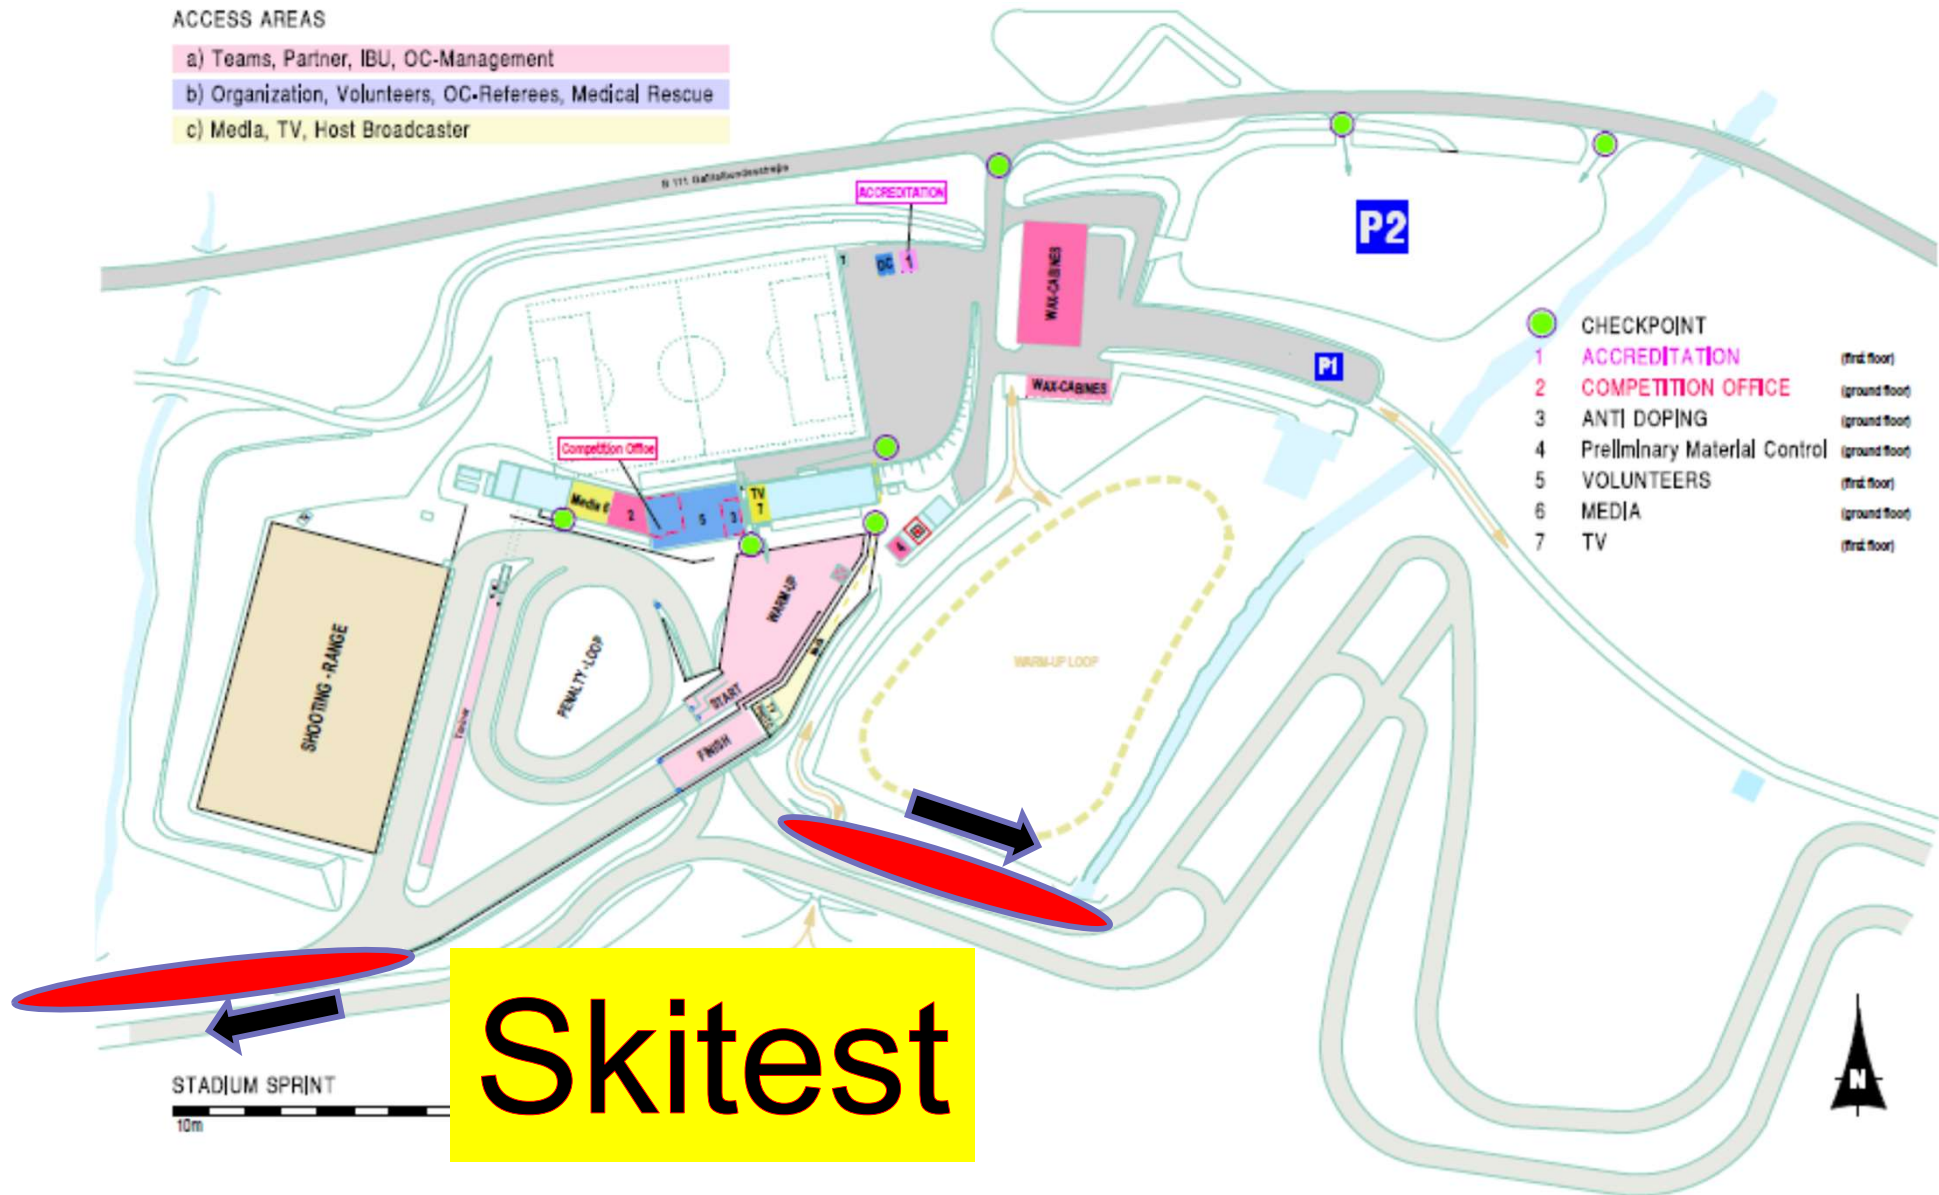 ACCESS AREAS
a) Teams, Partner, IBU, OC-Management
b) Organization, Volunteers, OC-Referees, Medical Rescue
c) Media, TV, Host Broadcaster
B 111
ACCREDITATION
P2
7
OC
1
WAX-CABINES
CHECKPOINT
1 ACCREDITATION (first floor)
2 COMPETITION OFFICE (ground floor)
3 ANTI DOPING (ground floor)
4 Preliminary Material Control (ground floor)
5 VOLUNTEERS (first floor)
6 MEDIA (ground floor)
7 TV (first floor)
P1
WAX-CABINES
Competition Office
Media 6
2
5
3
TV
7
4
WARM-UP
SHOOTING - RANGE
PENALTY - LOOP
WARM-UP LOOP
START
FINISH
Skitest
STADIUM SPRINT
10m
N